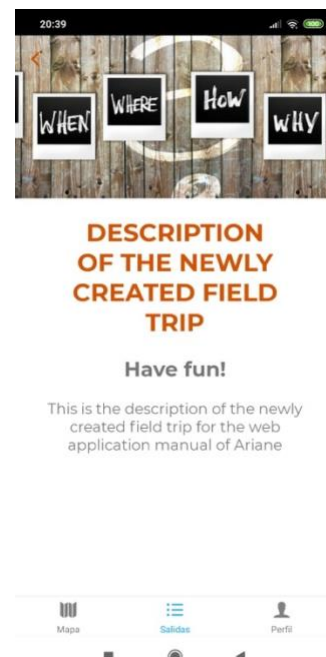 20:39
WHEN
WHERE
HOW
WHY
DESCRIPTION
OF THE NEWLY
CREATED FIELD
TRIP
Have fun!
This is the description of the newly
created field trip for the web
application manual of Ariane
Mapa
Salidas
Perfil